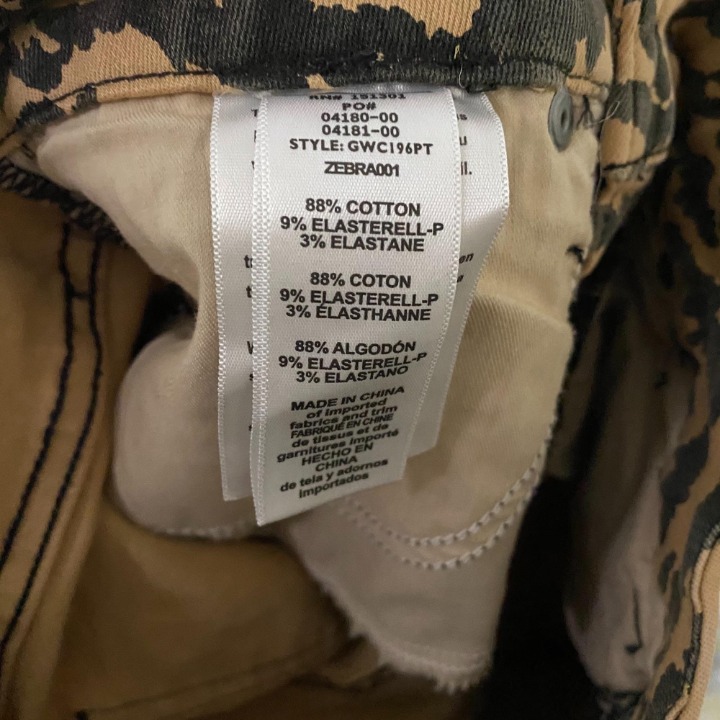 RN# 151301
PO#
04180-00
04181-00
STYLE: GWC196PT
ZEBRA001
88% COTTON
9% ELASTERELL-P
3% ELASTANE
88% COTON
9% ELASTERELL-P
3% ÉLASTHANNE
88% ALGODÓN
9% ELASTERELL-P
3% ELASTANO
MADE IN CHINA
of imported
fabrics and trim
FABRIQUÉ EN CHINE
de tissus et de
garnitures importé
HECHO EN
CHINA
de tela y adornos
importados